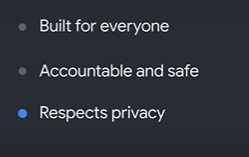 Built for everyone
Accountable and safe
Respects privacy